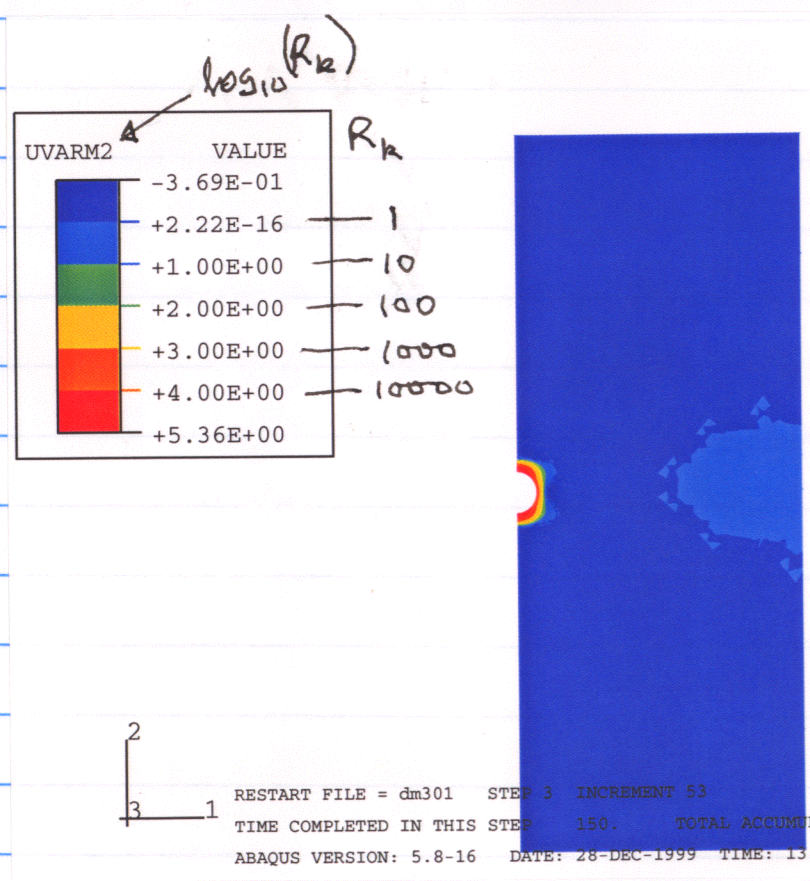 log10(Rk)
UVARM2 VALUE Rk
-3.69E-01
+2.22E-16 1
+1.00E+00 10
+2.00E+00 100
+3.00E+00 1000
+4.00E+00 10000
+5.36E+00
2
3 1
RESTART FILE = dm301 STEP 3 INCREMENT 53
TIME COMPLETED IN THIS STEP 150. TOTAL ACCUMU
ABAQUS VERSION: 5.8-16 DATE: 28-DEC-1999 TIME: 13